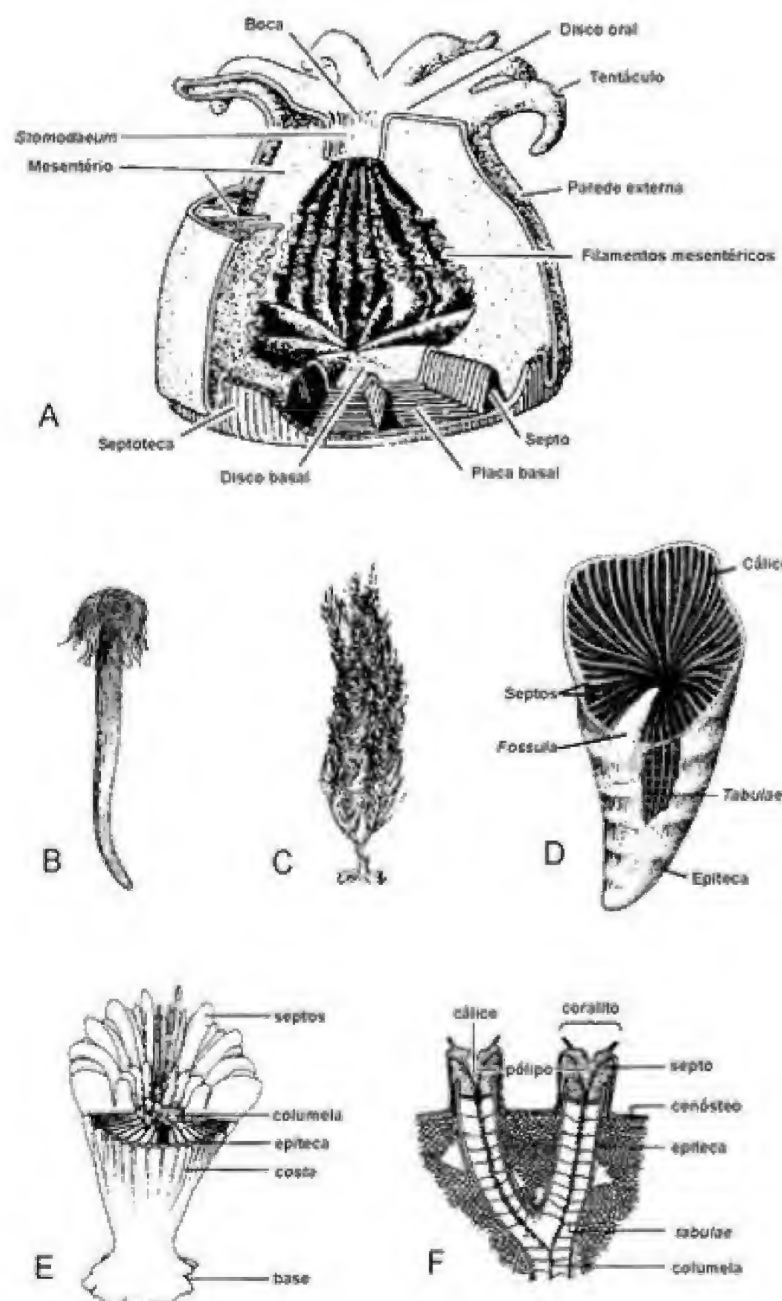 Boca
Disco oral
Tentáculo
Stomodaeum
Mesentério
Parede externa
Filamentos mesentéricos
A
Septoteca
Septo
Disco basal
Placa basal
Cálice
Septos
Fossula
Tabulae
B
C
D
Epiteca
septos
columela
epiteca
costa
E
base
cálice
coralito
pólipo
septo
cenósteo
epiteca
tabulae
F
columela